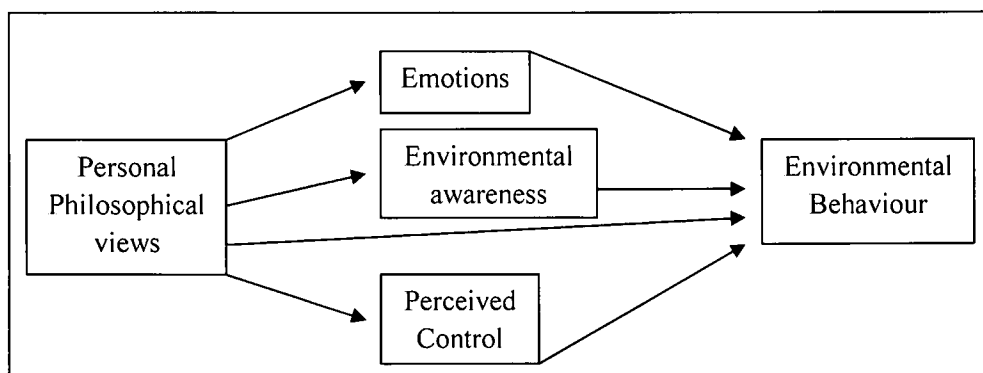 Emotions
Personal
Philosophical
views
Environmental
awareness
Environmental
Behaviour
Perceived
Control